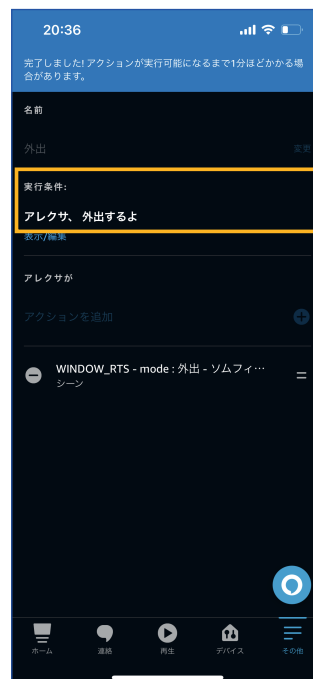 20:36
完了しました! アクションが実行可能になるまで1分ほどかかる場
合があります。
名前
外出
変更
実行条件:
アレクサ、 外出するよ
表示/編集
アレクサが
アクションを追加
WINDOW_RTS - mode : 外出 - ソムフィ…
シーン
ホーム
連絡
再生
デバイス
その他